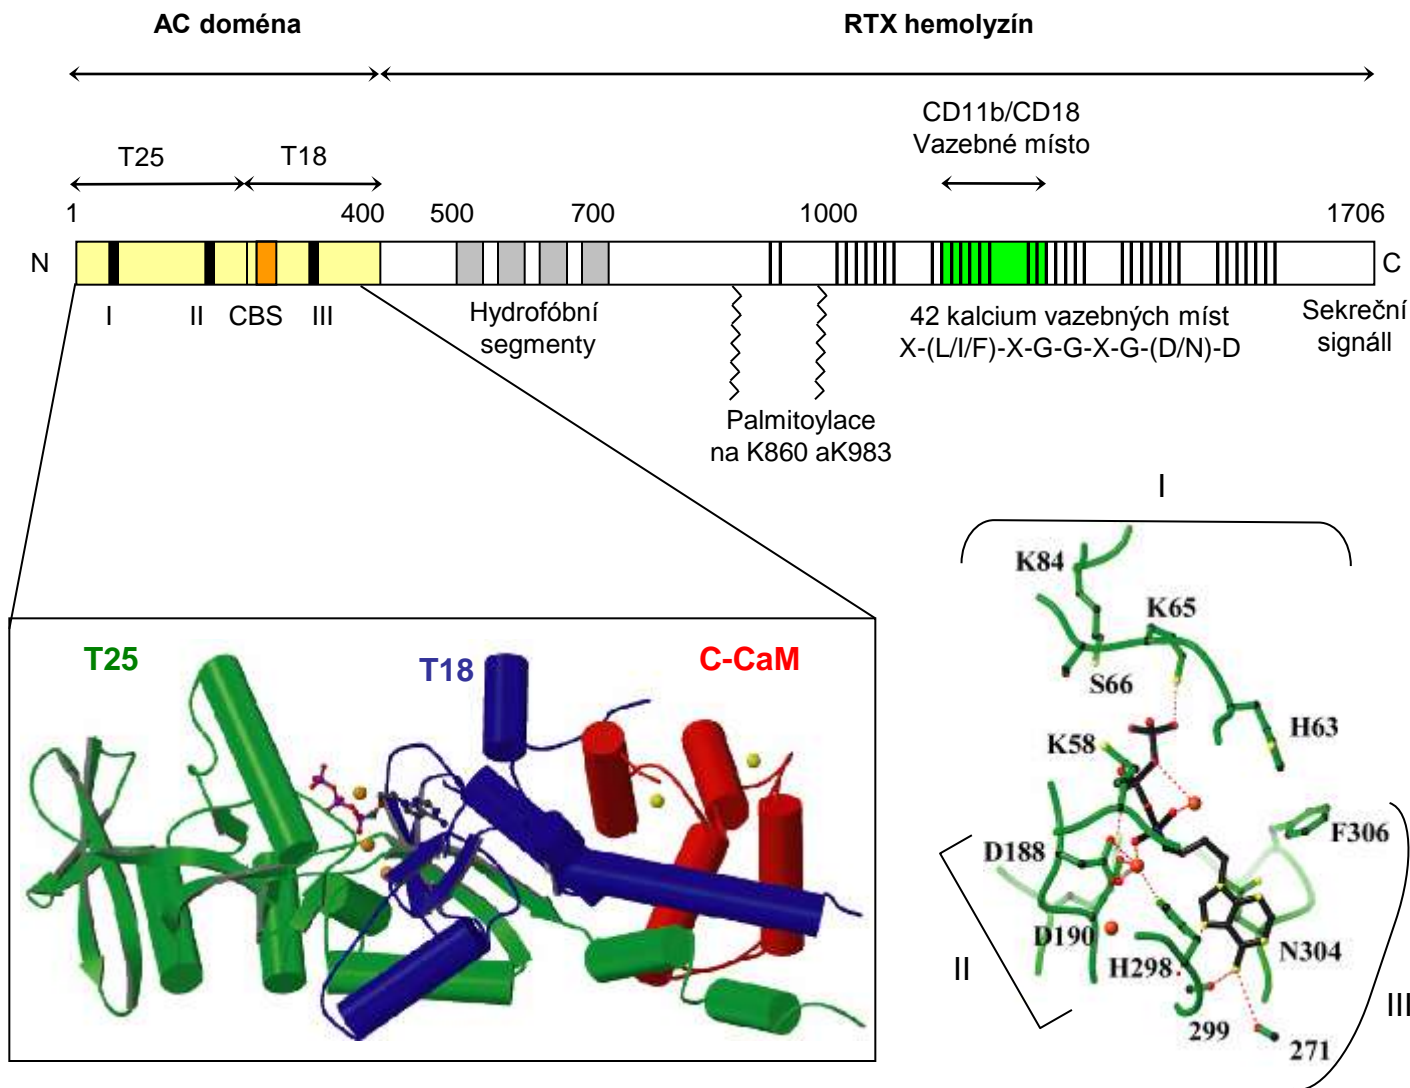 AC doména
RTX hemolyzín
CD11b/CD18
Vazebné místo
T25
T18
1
400
500
700
1000
1706
N
C
I
II
CBS
III
Hydrofóbní
segmenty
42 kalcium vazebných míst
X-(L/I/F)-X-G-G-X-G-(D/N)-D
Sekreční
signáll
Palmitoylace
na K860 aK983
T25
T18
C-CaM
I
K84
K65
S66
H63
K58
F306
D188
D190
H298
N304
II
III
299
271